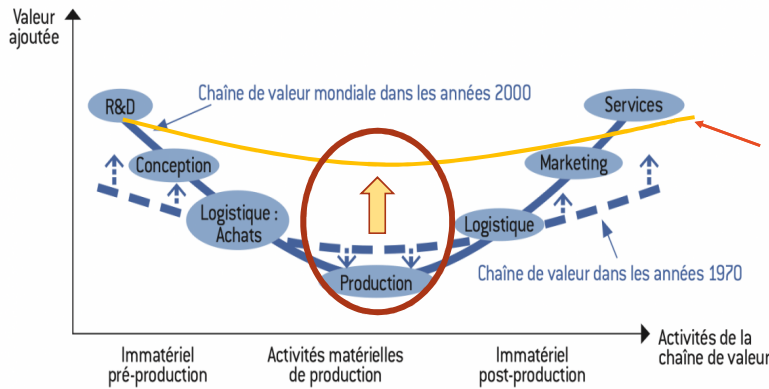 Valeur
ajoutée
R&D
Chaîne de valeur mondiale dans les années 2000
Services
Conception
Marketing
Logistique :
Achats
Logistique
Production
Chaîne de valeur dans les années 1970
Activités de la
chaîne de valeur
Immatériel
pré-production
Activités matérielles
de production
Immatériel
post-production